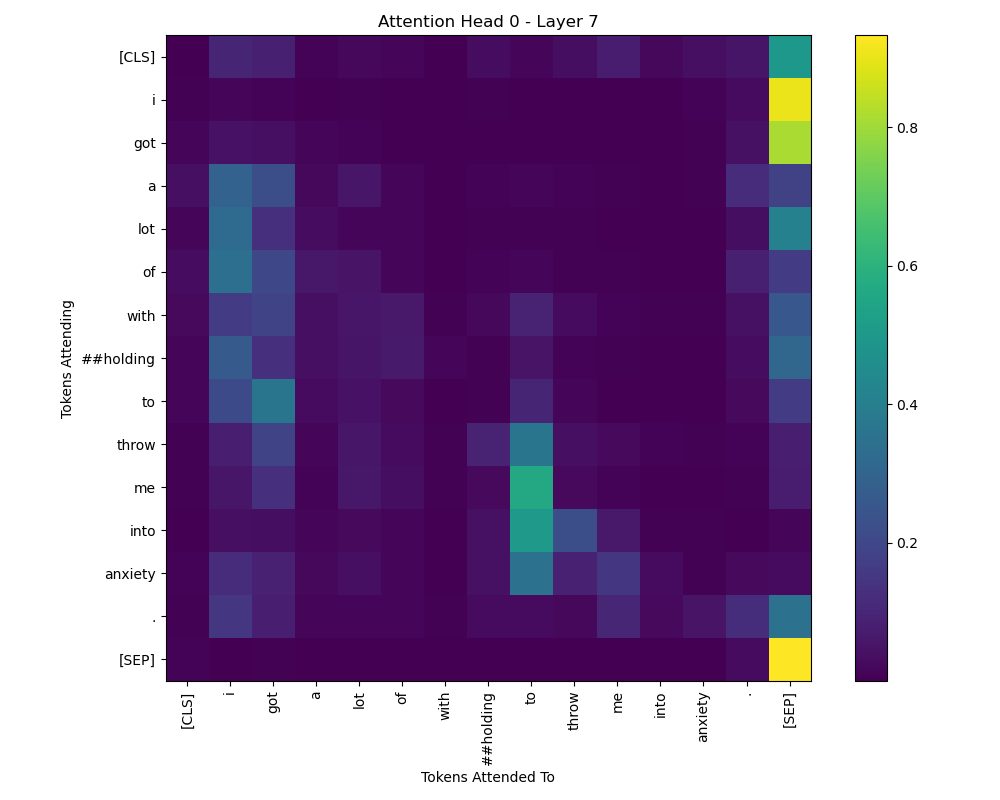 Attention Head 0 - Layer 7
Tokens Attending
[CLS]
i
got
a
lot
of
with
##holding
to
throw
me
into
anxiety
.
[SEP]
0.8
0.6
0.4
0.2
[CLS]
i
got
a
lot
of
with
##holding
to
throw
me
into
anxiety
.
[SEP]
Tokens Attended To